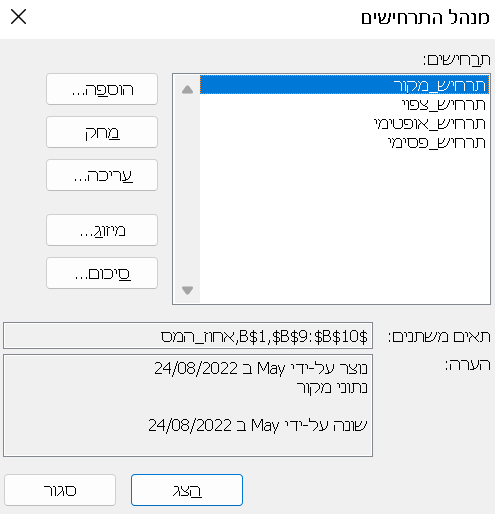 מנהל התרחישים
תרחישים:
תרחיש_מקור
תרחיש_צפוי
תרחיש_אופטימי
תרחיש_פסימי
הוספה...
מחק
עריכה...
מיזוג...
סיכום...
תאים משתנים:
$B$1,$B$9:$B$10,אחוז_המס
הערה:
נוצר על-ידי May ב 24/08/2022
נתוני מקור
שונה על-ידי May ב 24/08/2022
הצג
סגור